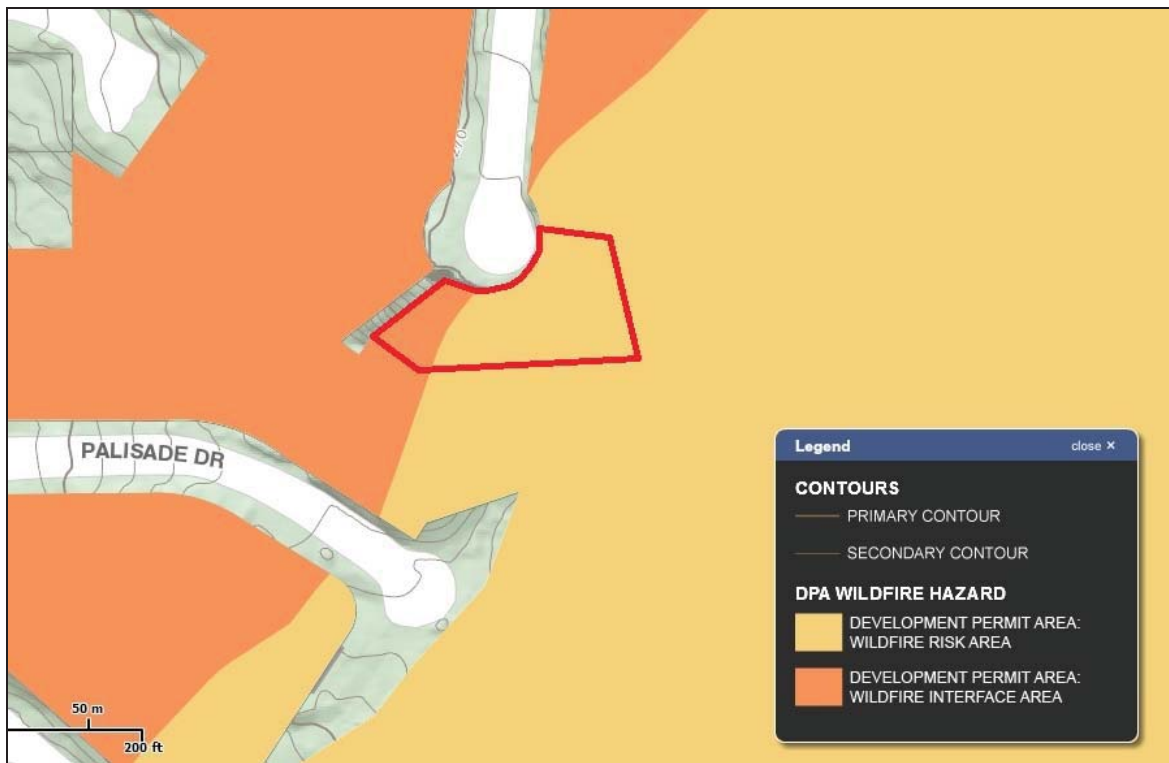 270
PALISADE DR
50 m
200 ft
Legend
close ×
CONTOURS
PRIMARY CONTOUR
SECONDARY CONTOUR
DPA WILDFIRE HAZARD
DEVELOPMENT PERMIT AREA:
WILDFIRE RISK AREA
DEVELOPMENT PERMIT AREA:
WILDFIRE INTERFACE AREA